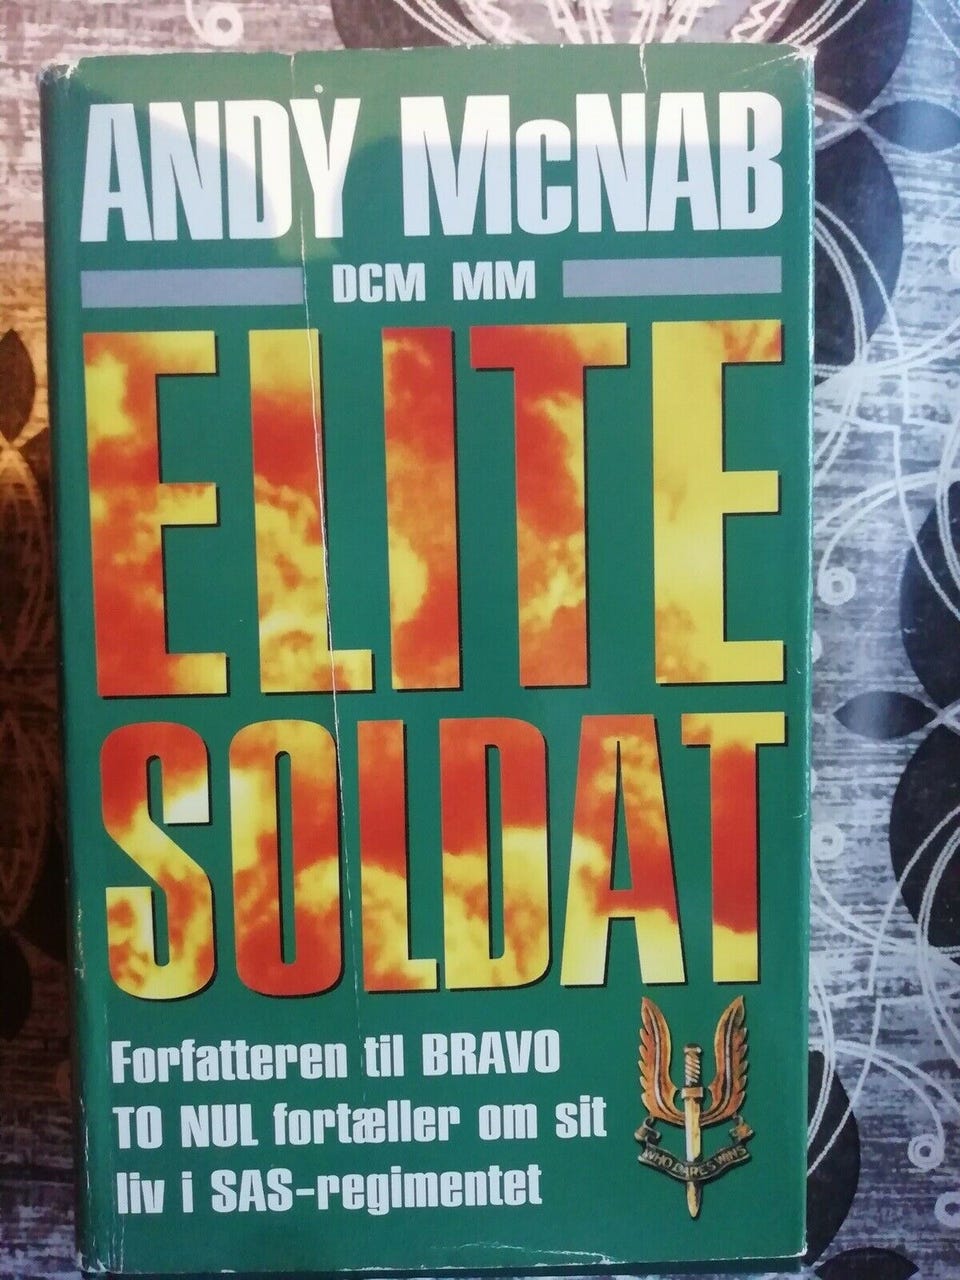 ANDY McNAB
DCM MM
ELITE
SOLDAT
Forfatteren til BRAVO
TO NUL fortæller om sit
liv i SAS-regimentet
WHO DARES WINS